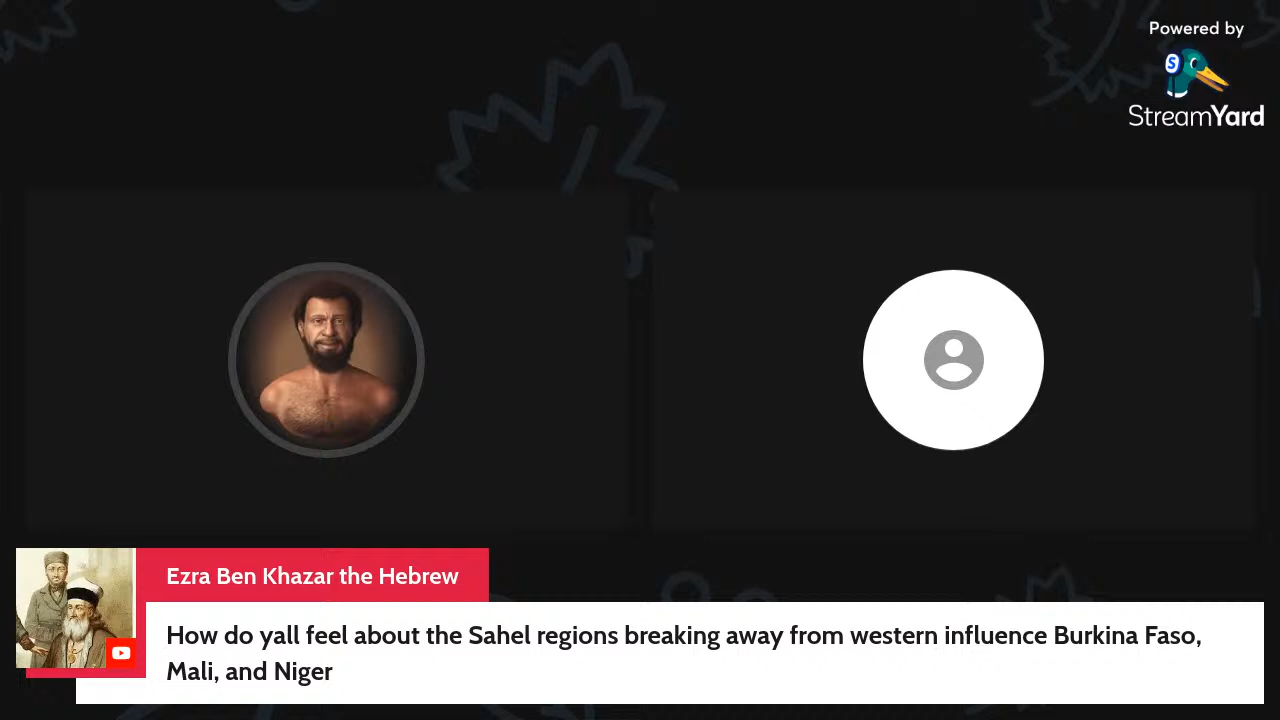 Powered by
S
StreamYard
Ezra Ben Khazar the Hebrew
How do yall feel about the Sahel regions breaking away from western influence Burkina Faso,
Mali, and Niger